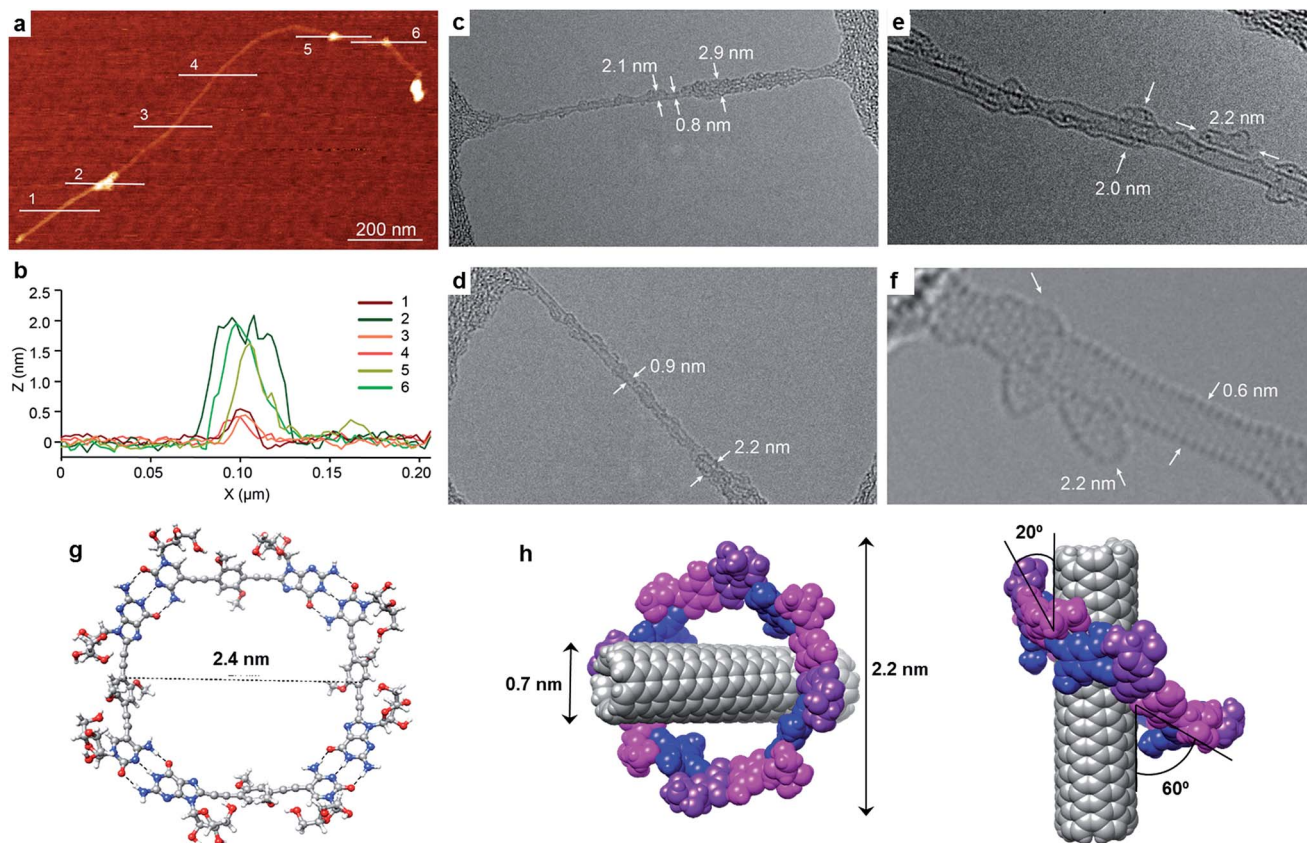 a
1
2
3
4
5
6
200 nm
b
2.5
2.0
1.5
1.0
0.5
0
Z (nm)
0
0.05
0.10
0.15
0.20
X (µm)
1
2
3
4
5
6
c
2.1 nm
2.9 nm
0.8 nm
d
0.9 nm
2.2 nm
e
2.2 nm
2.0 nm
f
0.6 nm
2.2 nm
g
2.4 nm
h
0.7 nm
2.2 nm
20º
60º